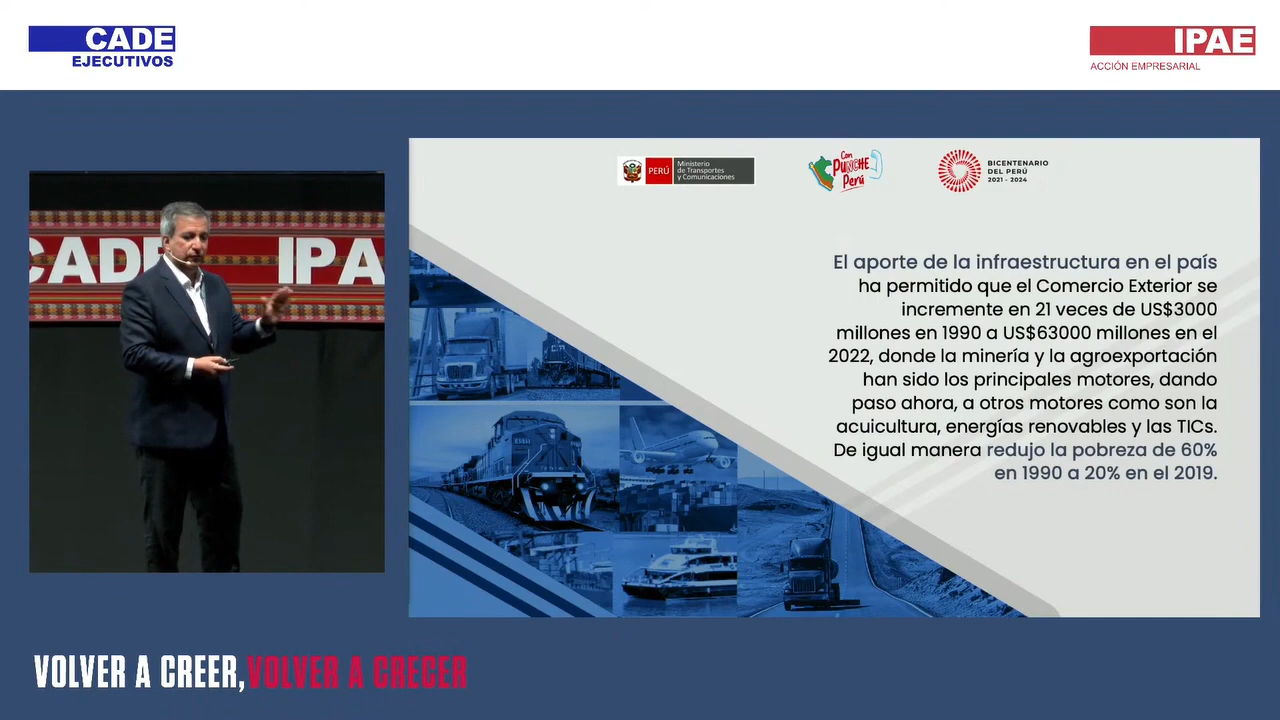 CADE
EJECUTIVOS
IPAE
ACCIÓN EMPRESARIAL
CADE IPA
PERÚ
Ministerio
de Transportes
y Comunicaciones
Con
PUNCHE
Perú
BICENTENARIO
DEL PERÚ
2021 - 2024
El aporte de la infraestructura en el país
ha permitido que el Comercio Exterior se
incremente en 21 veces de US$3000
millones en 1990 a US$63000 millones en el
2022, donde la minería y la agroexportación
han sido los principales motores, dando
paso ahora, a otros motores como son la
acuicultura, energías renovables y las TICs.
De igual manera redujo la pobreza de 60%
en 1990 a 20% en el 2019.
VOLVER A CREER, VOLVER A CRECER